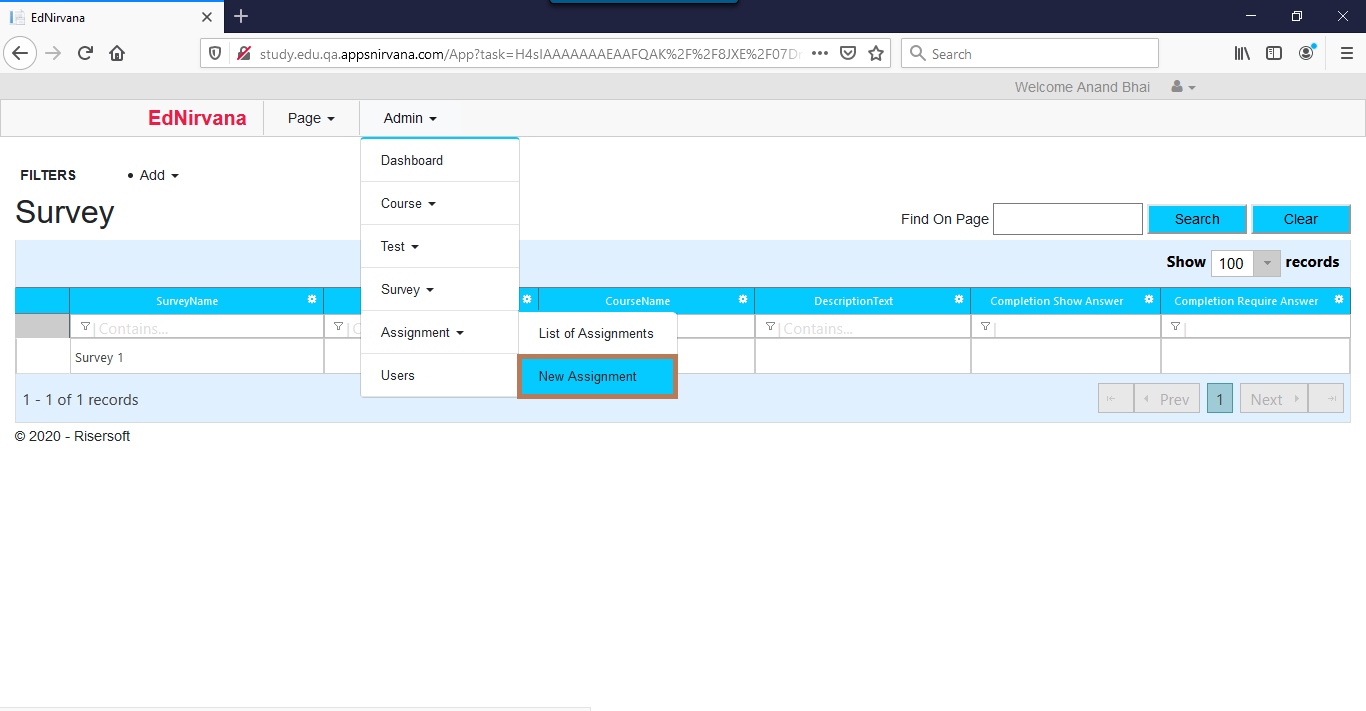 EdNirvana
study.edu.qa.appsnirvana.com/App?task=H4sIAAAAAAAEAAFQAK%2F%2F8JXE%2F07D
Search
Welcome Anand Bhai
EdNirvana
Page
Admin
Dashboard
Course
Test
Survey
Assignment
Users
List of Assignments
New Assignment
FILTERS
• Add
Survey
Find On Page
Search
Clear
Show 100 records
SurveyName CourseName DescriptionText Completion Show Answer Completion Require Answer
Contains... Contains...
Survey 1
1 - 1 of 1 records
Prev 1 Next
© 2020 - Risersoft